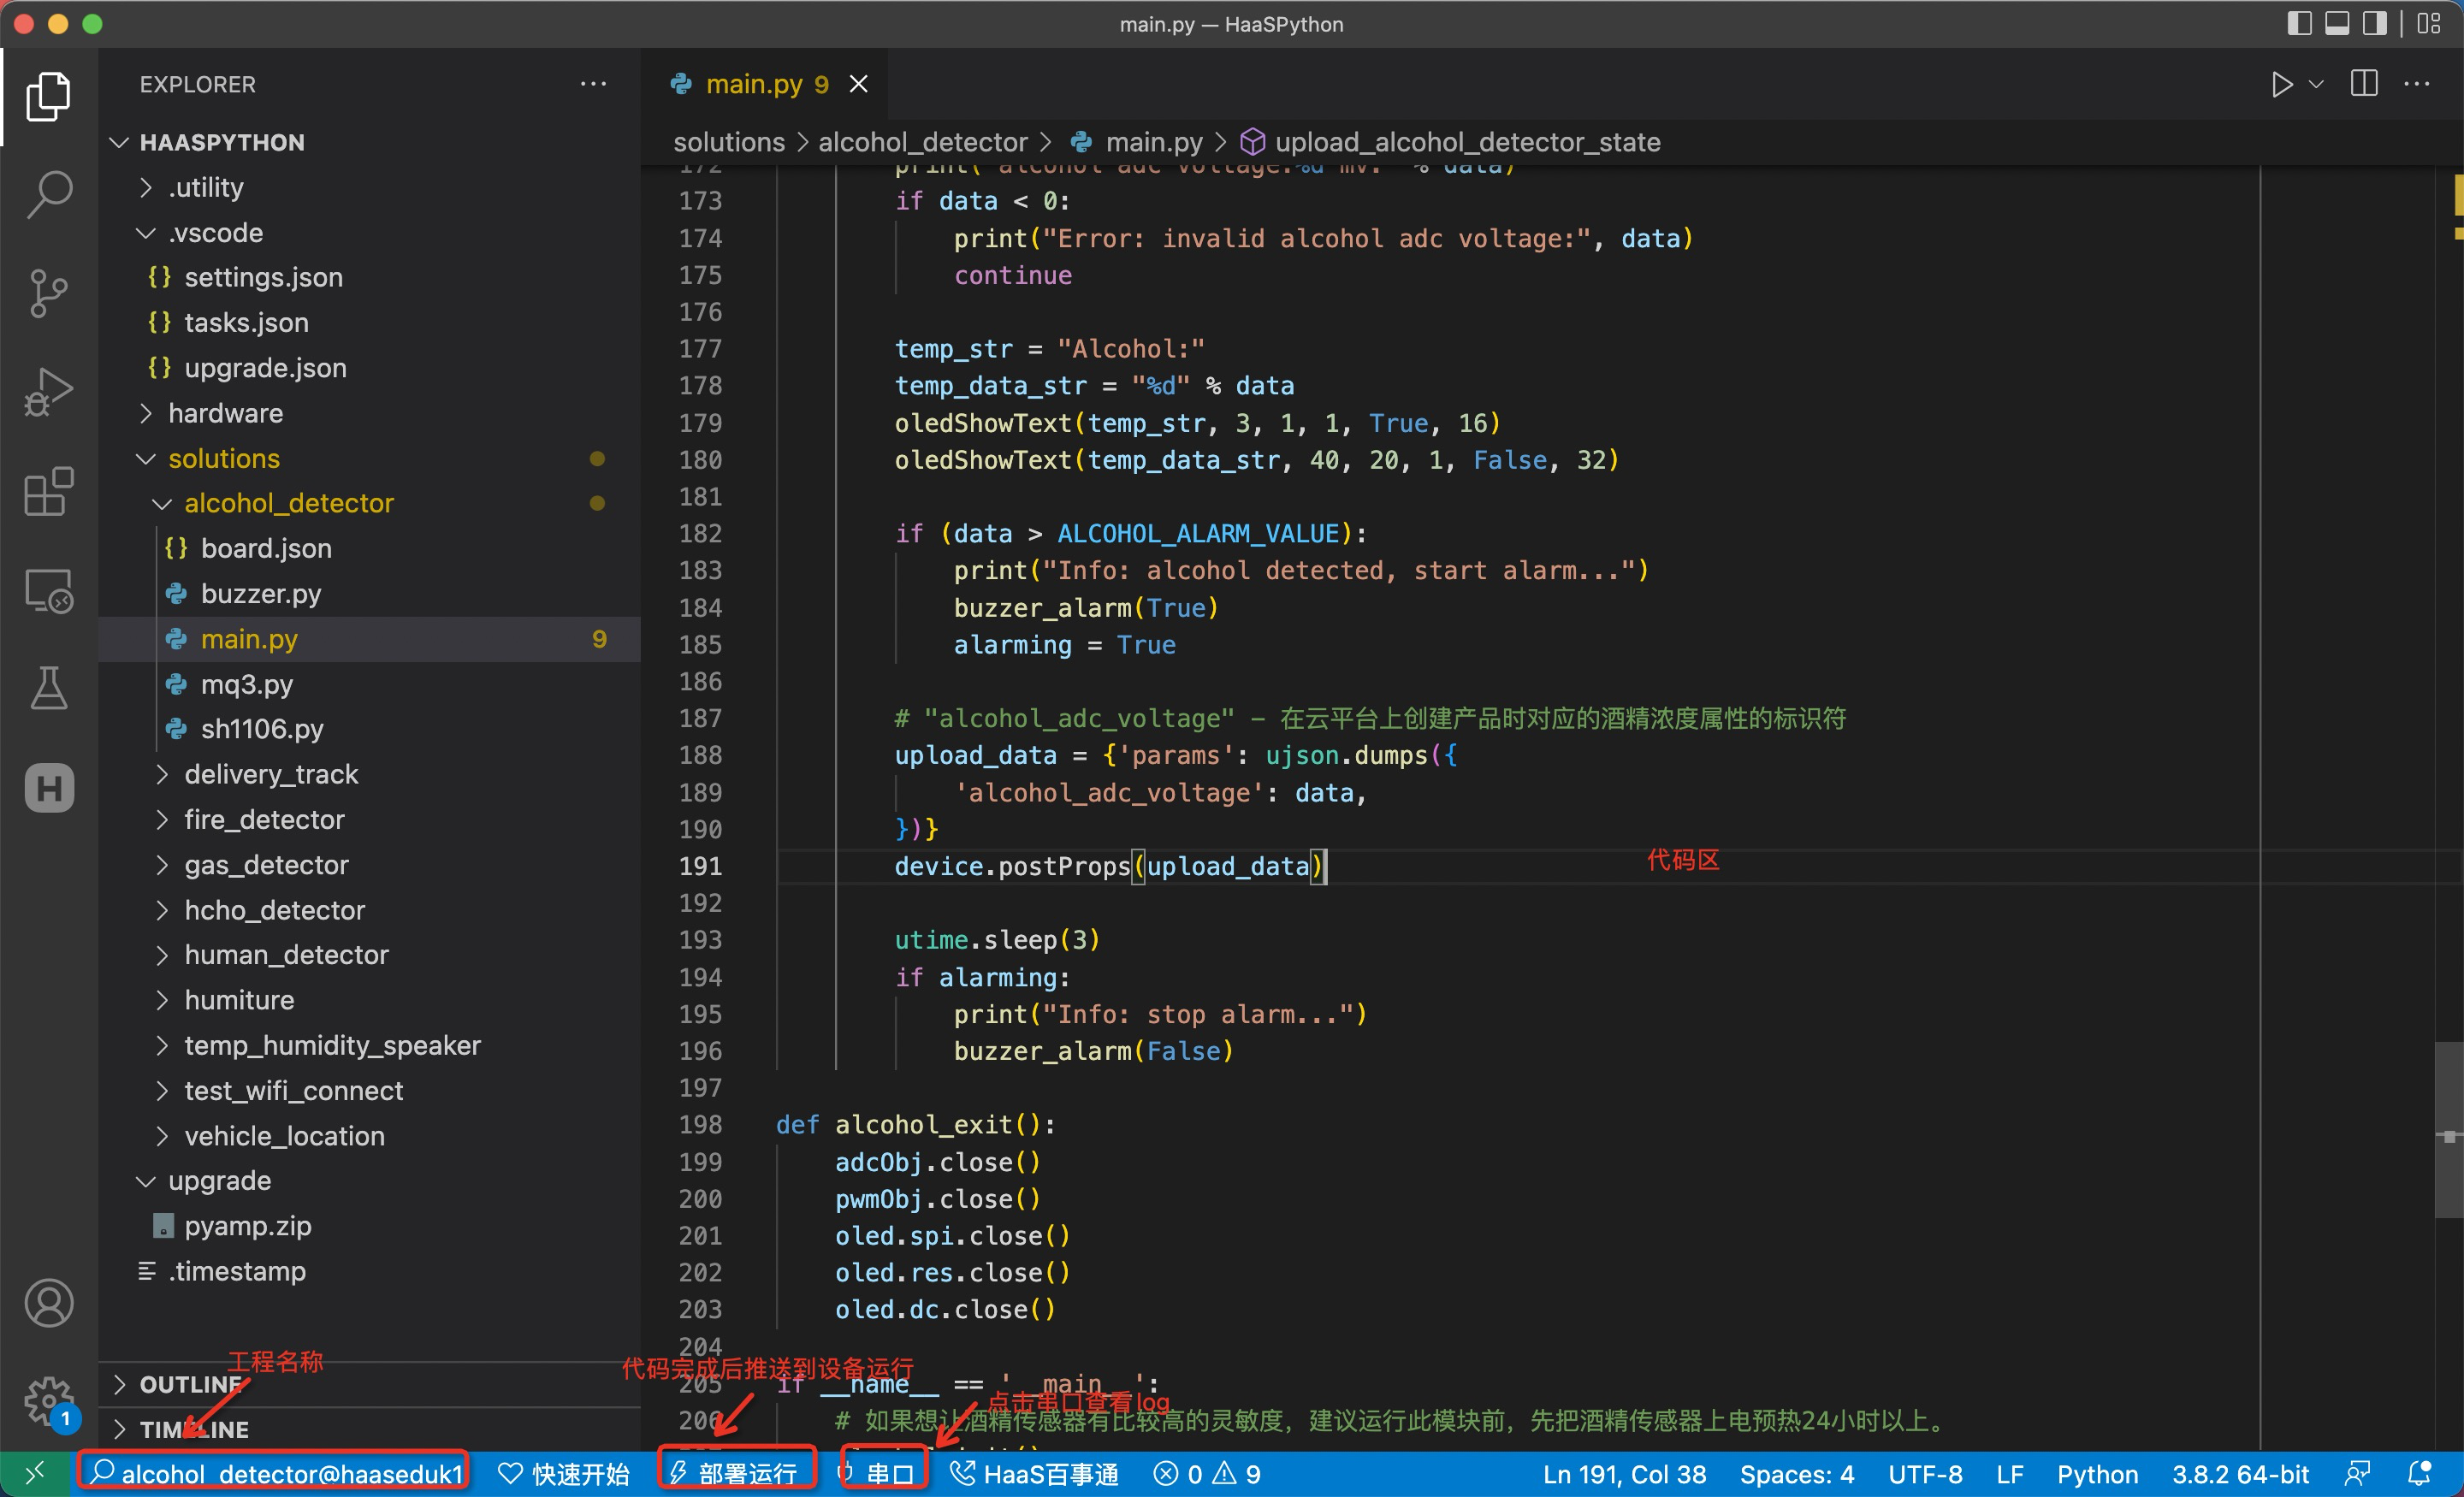 main.py — HaaSPython
EXPLORER
HAASPYTHON
.utility
.vscode
{} settings.json
{} tasks.json
{} upgrade.json
hardware
solutions
alcohol_detector
{} board.json
buzzer.py
main.py 9
mq3.py
sh1106.py
delivery_track
fire_detector
gas_detector
hcho_detector
human_detector
humiture
temp_humidity_speaker
test_wifi_connect
vehicle_location
upgrade
pyamp.zip
.timestamp
工程名称
OUTLINE
TIMELINE
H
1
main.py 9
solutions > alcohol_detector > main.py > upload_alcohol_detector_state
172 print(" alcohol adc voltage:%d mv. " % data)
173 if data < 0:
174 print("Error: invalid alcohol adc voltage:", data)
175 continue
176
177 temp_str = "Alcohol:"
178 temp_data_str = "%d" % data
179 oledShowText(temp_str, 3, 1, 1, True, 16)
180 oledShowText(temp_data_str, 40, 20, 1, False, 32)
181
182 if (data > ALCOHOL_ALARM_VALUE):
183 print("Info: alcohol detected, start alarm...")
184 buzzer_alarm(True)
185 alarming = True
186
187 # "alcohol_adc_voltage" – 在云平台上创建产品时对应的酒精浓度属性的标识符
188 upload_data = {'params': ujson.dumps({
189 'alcohol_adc_voltage': data,
190 })}
191 device.postProps(upload_data)
代码区
192
193 utime.sleep(3)
194 if alarming:
195 print("Info: stop alarm...")
196 buzzer_alarm(False)
197
198 def alcohol_exit():
199 adcObj.close()
200 pwmObj.close()
201 oled.spi.close()
202 oled.res.close()
203 oled.dc.close()
204
代码完成后推送到设备运行
205 if __name__ == '__main__':
点击串口查看log
206 # 如果想让酒精传感器有比较高的灵敏度，建议运行此模块前，先把酒精传感器上电预热24小时以上。
alcohol_detector@haaseduk1 快速开始 部署运行 串口 HaaS百事通 0 9 Ln 191, Col 38 Spaces: 4 UTF-8 LF Python 3.8.2 64-bit